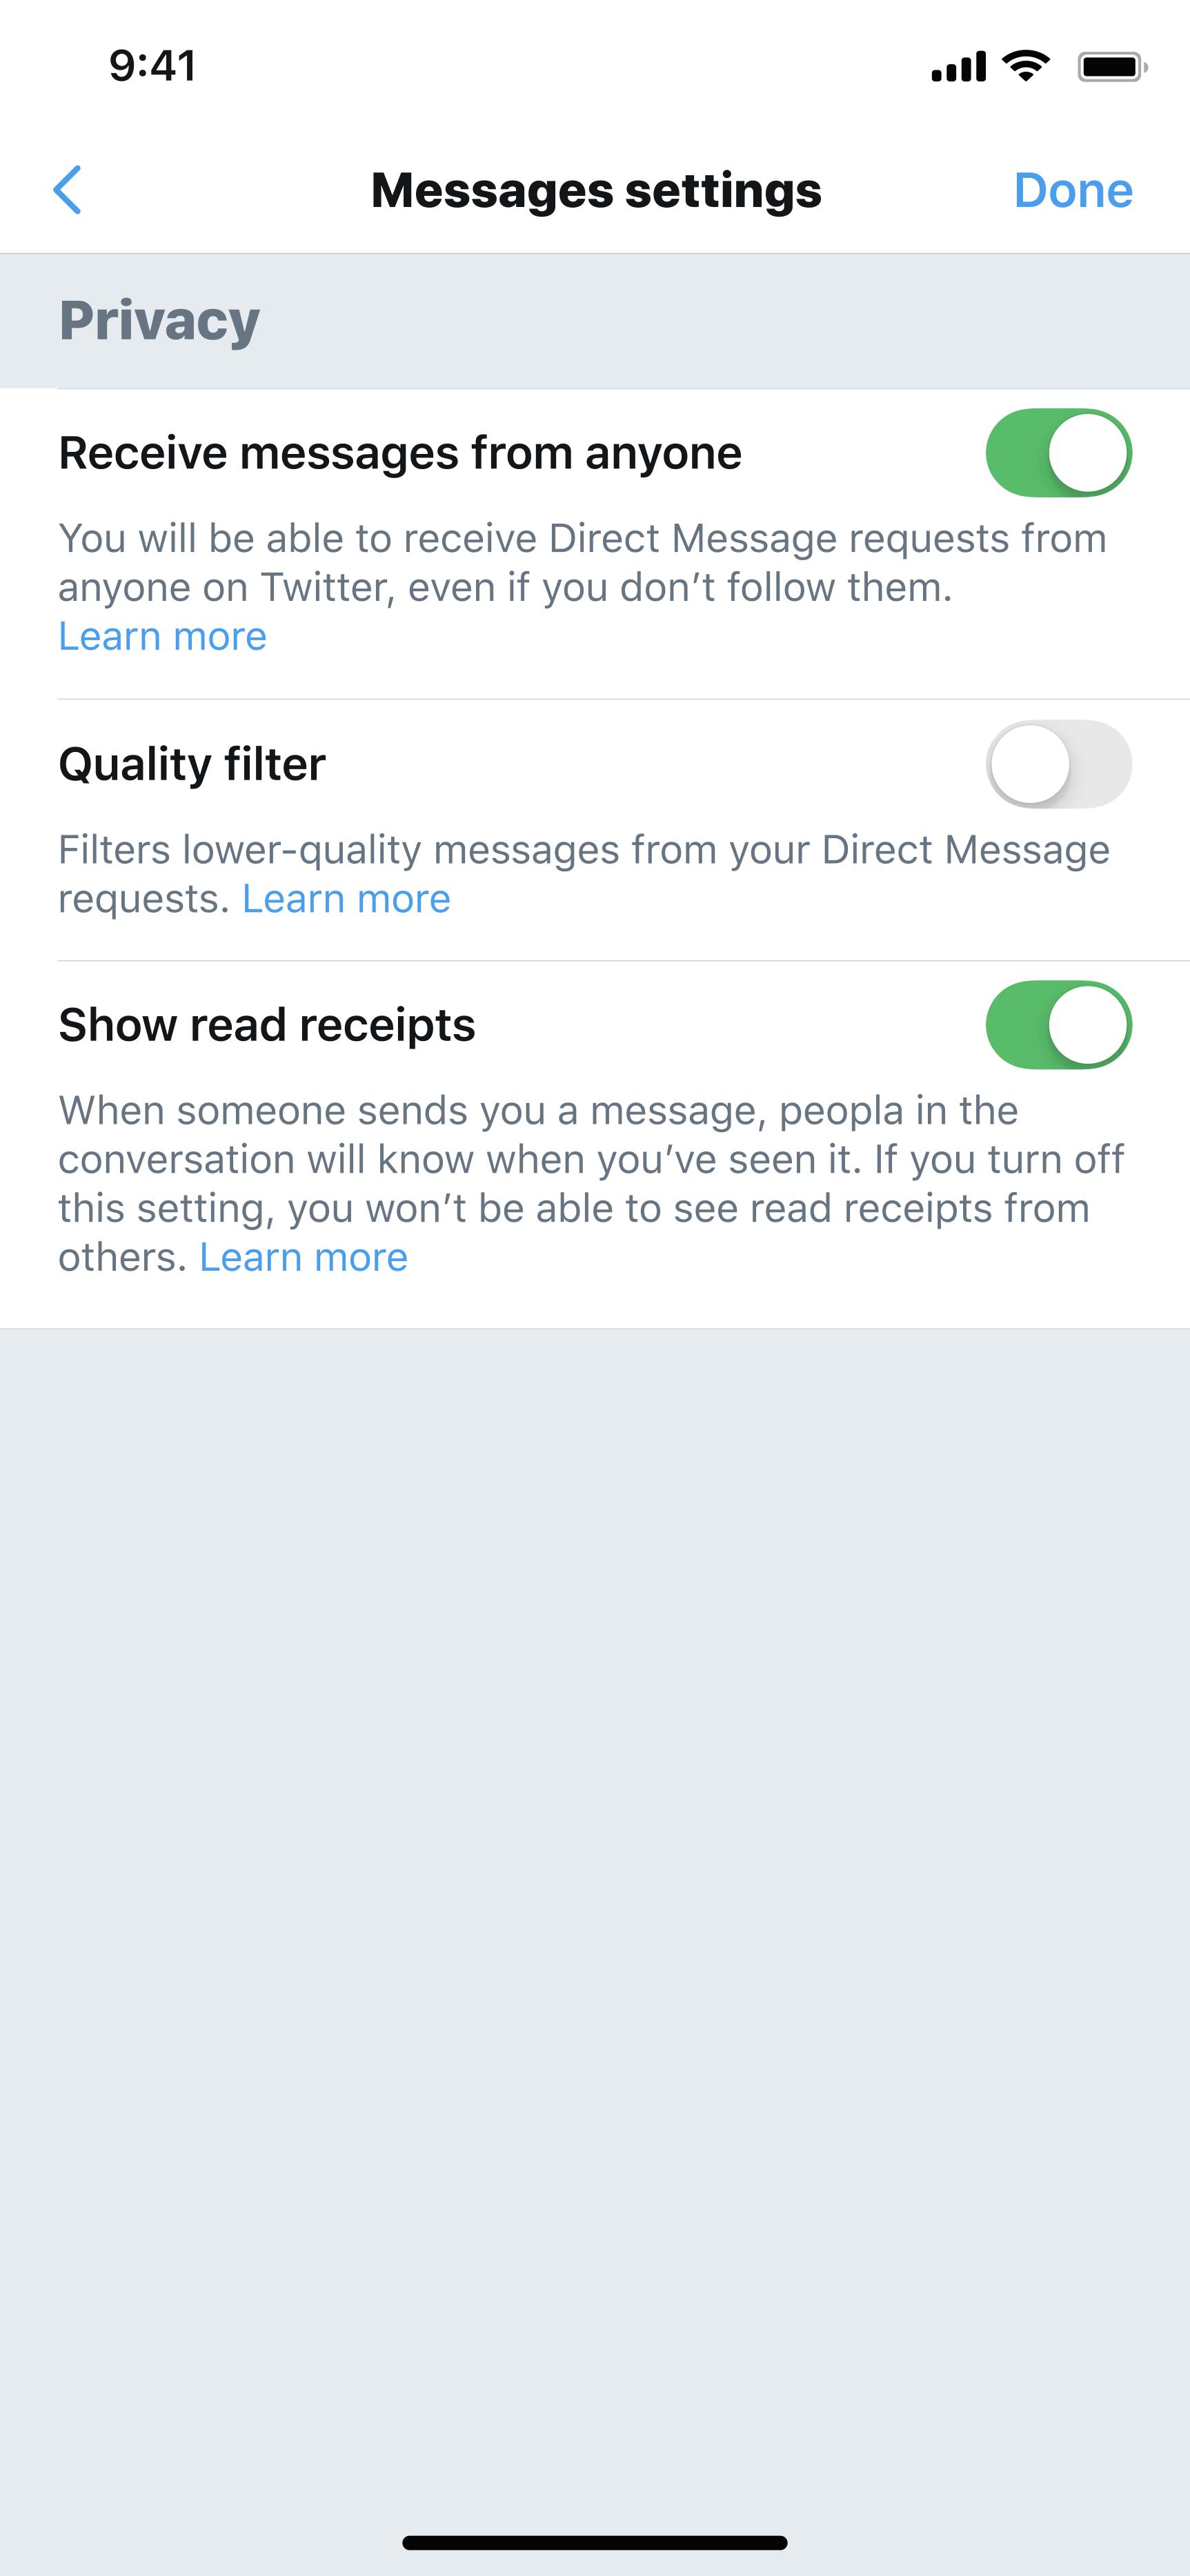 9:41
Messages settings
Done
Privacy
Receive messages from anyone
You will be able to receive Direct Message requests from
anyone on Twitter, even if you don’t follow them.
Learn more
Quality filter
Filters lower-quality messages from your Direct Message
requests. Learn more
Show read receipts
When someone sends you a message, peopla in the
conversation will know when you’ve seen it. If you turn off
this setting, you won’t be able to see read receipts from
others. Learn more